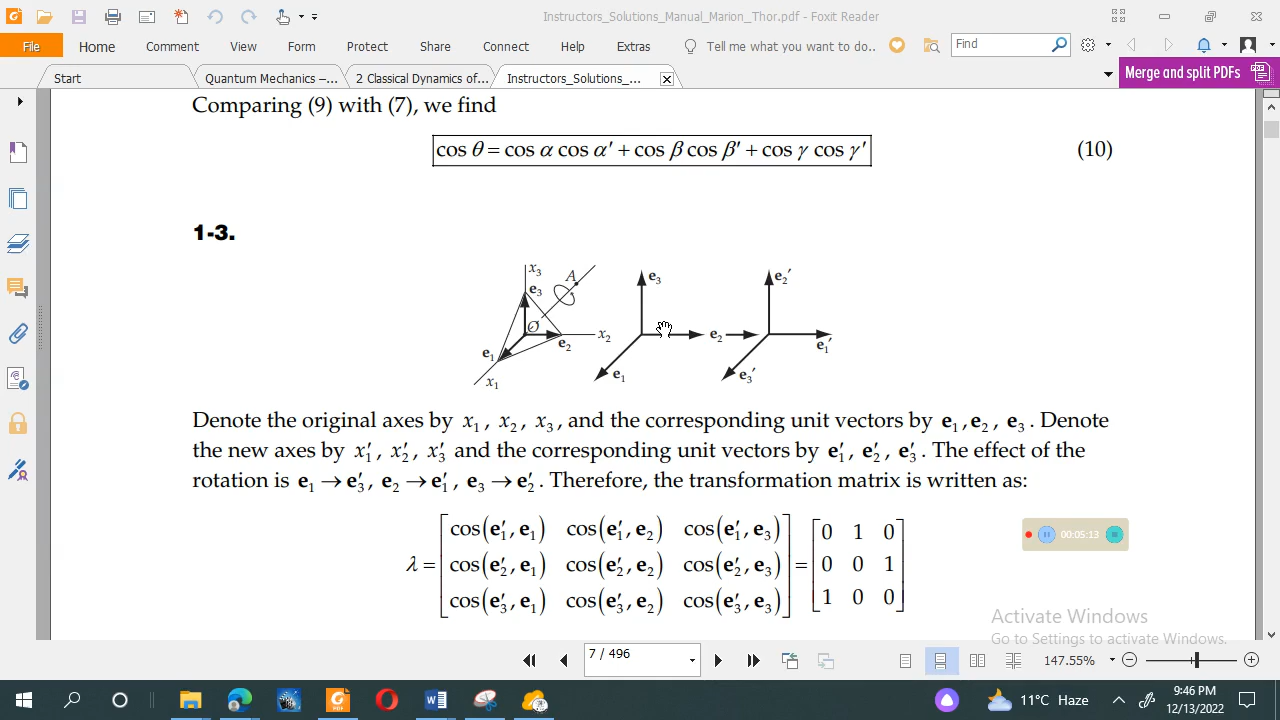 Instructors_Solutions_Manual_Marion_Thor.pdf - Foxit Reader
File Home Comment View Form Protect Share Connect Help Extras Tell me what you want to do.. Find
Start Quantum Mechanics –... 2 Classical Dynamics of... Instructors_Solutions_... Merge and split PDFs
Comparing (9) with (7), we find
cos θ = cos α cos α′ + cos β cos β′ + cos γ cos γ′ (10)
1-3.
x₃ A e₃ O x₂ e₂ e₁ x₁
e₃ e₂ e₁
e₂′ e₁′ e₃′
Denote the original axes by x₁, x₂, x₃, and the corresponding unit vectors by e₁, e₂, e₃. Denote
the new axes by x₁′, x₂′, x₃′ and the corresponding unit vectors by e₁′, e₂′, e₃′. The effect of the
rotation is e₁ → e₃′, e₂ → e₁′, e₃ → e₂′. Therefore, the transformation matrix is written as:
cos(e₁′, e₁) cos(e₁′, e₂) cos(e₁′, e₃) 0 1 0
λ = cos(e₂′, e₁) cos(e₂′, e₂) cos(e₂′, e₃) = 0 0 1
cos(e₃′, e₁) cos(e₃′, e₂) cos(e₃′, e₃) 1 0 0
00:05:13
Activate Windows
Go to Settings to activate Windows.
7 / 496 147.55%
11°C Haze 9:46 PM
12/13/2022